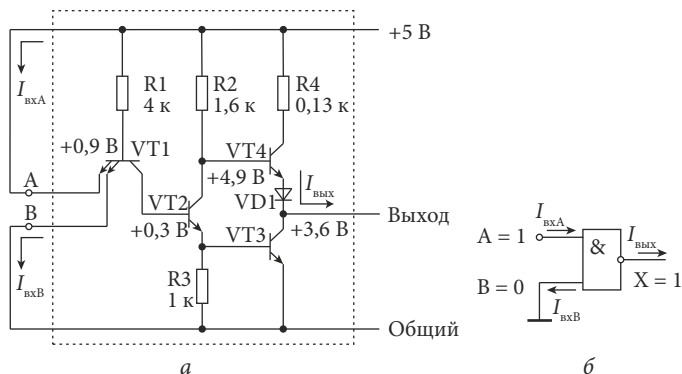 +5 В
IвхА
R1
4 к
R2
1,6 к
R4
0,13 к
+0,9 В
VT1
VT4
А
+4,9 В
Iвых
VT2
VD1
В
+0,3 В
VT3
+3,6 В
Выход
IвхВ
R3
1 к
Общий
а
IвхА
А = 1
&
Iвых
В = 0
Х = 1
IвхВ
б